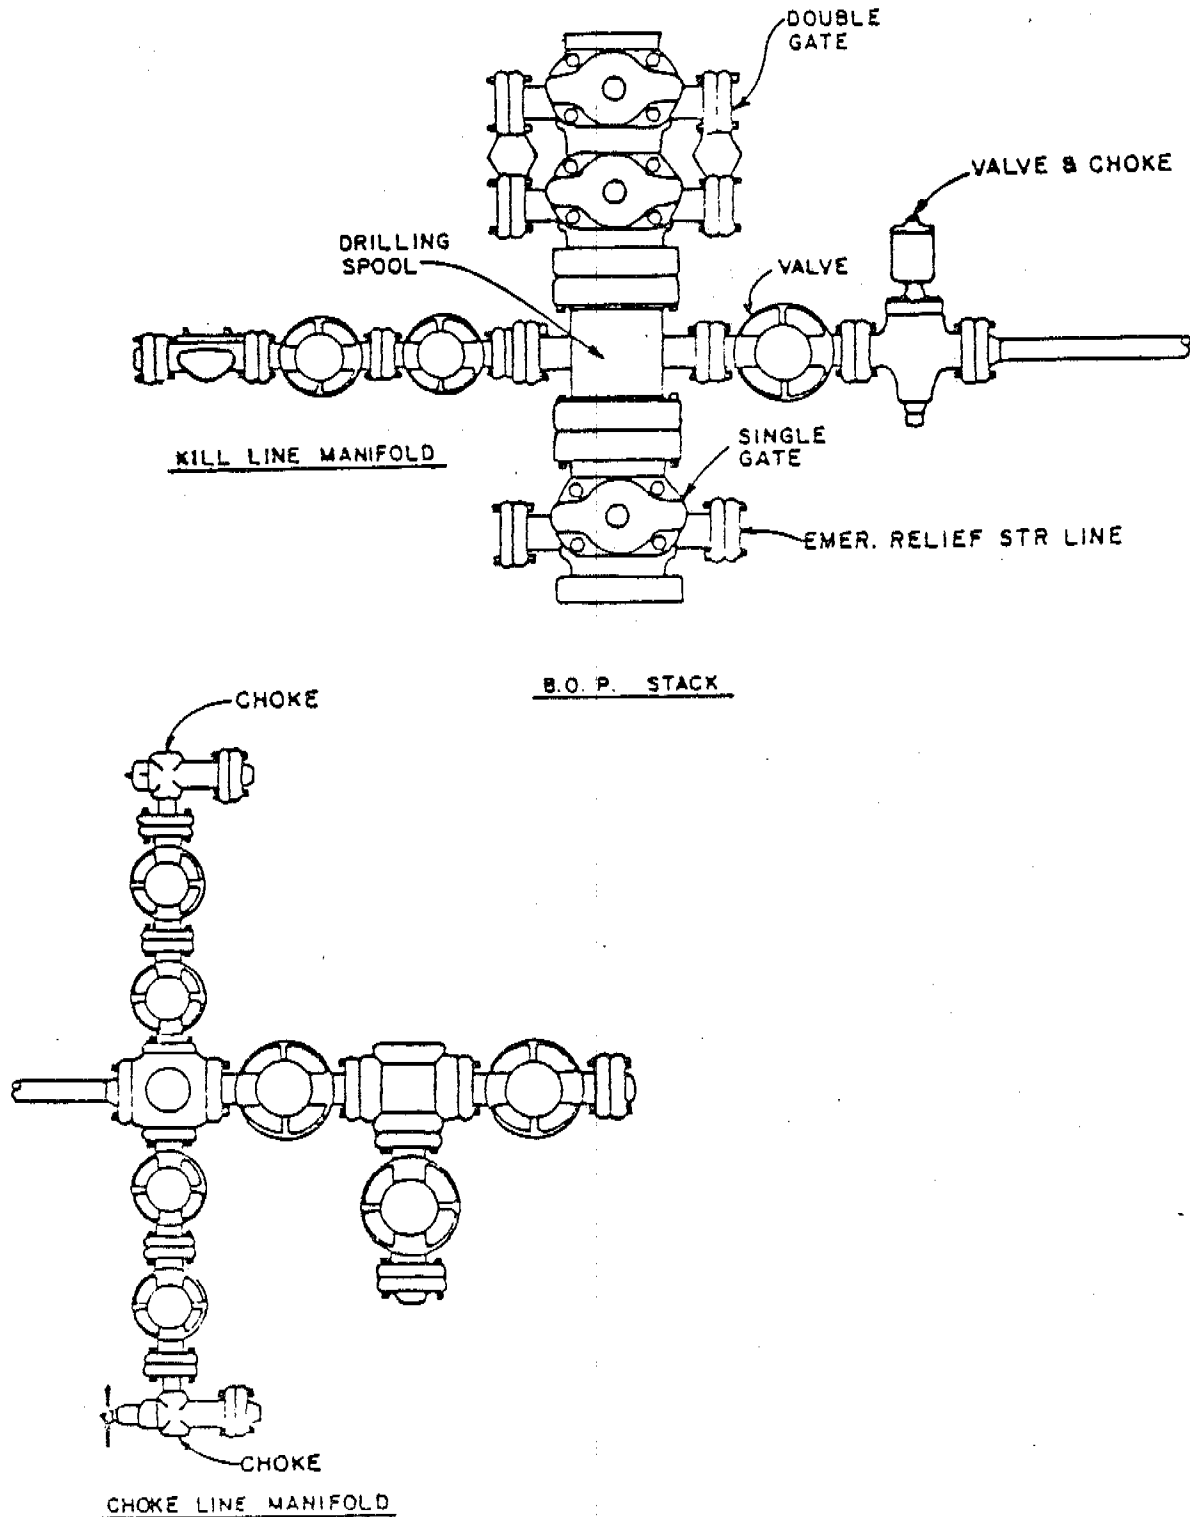 DOUBLE
GATE
VALVE & CHOKE
DRILLING
SPOOL
VALVE
KILL LINE MANIFOLD
SINGLE
GATE
EMER. RELIEF STR LINE
B.O.P. STACK
CHOKE
CHOKE
CHOKE LINE MANIFOLD